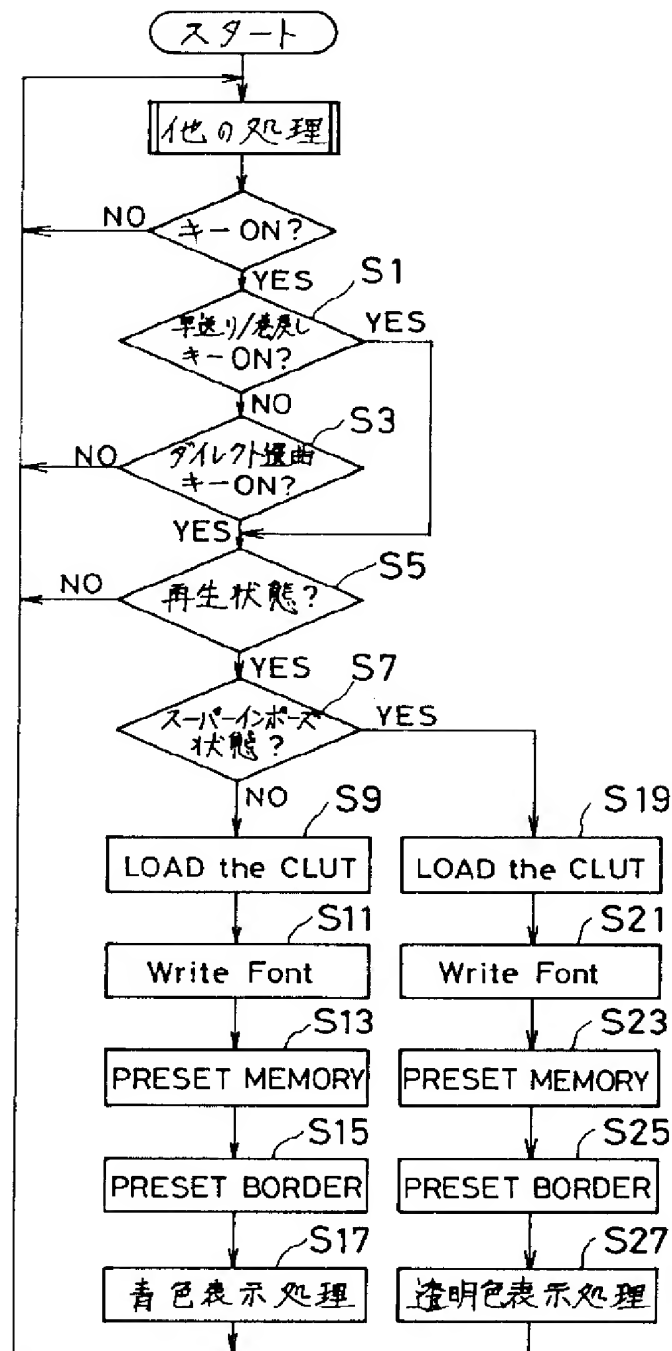 スタート
他の処理
キーON?
NO
YES
S1
早送り/巻戻し
キーON?
YES
NO
S3
ダイレクト選曲
キーON?
NO
YES
S5
再生状態?
NO
YES
S7
スーパーインポーズ
状態?
YES
NO
S9
LOAD the CLUT
S19
LOAD the CLUT
S11
Write Font
S21
Write Font
S13
PRESET MEMORY
S23
PRESET MEMORY
S15
PRESET BORDER
S25
PRESET BORDER
S17
青色表示処理
S27
透明色表示処理